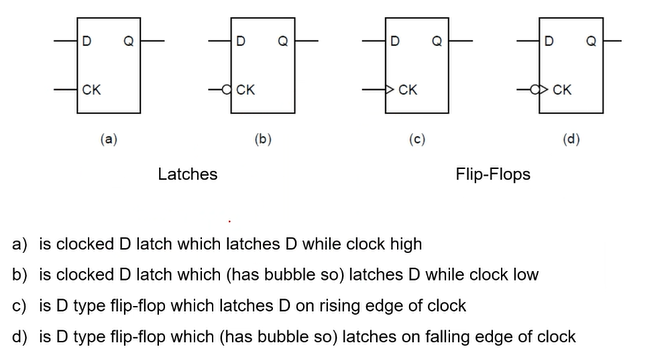 D Q D Q D Q D Q
CK CK CK CK
(a) (b) (c) (d)
Latches Flip-Flops
a) is clocked D latch which latches D while clock high
b) is clocked D latch which (has bubble so) latches D while clock low
c) is D type flip-flop which latches D on rising edge of clock
d) is D type flip-flop which (has bubble so) latches on falling edge of clock